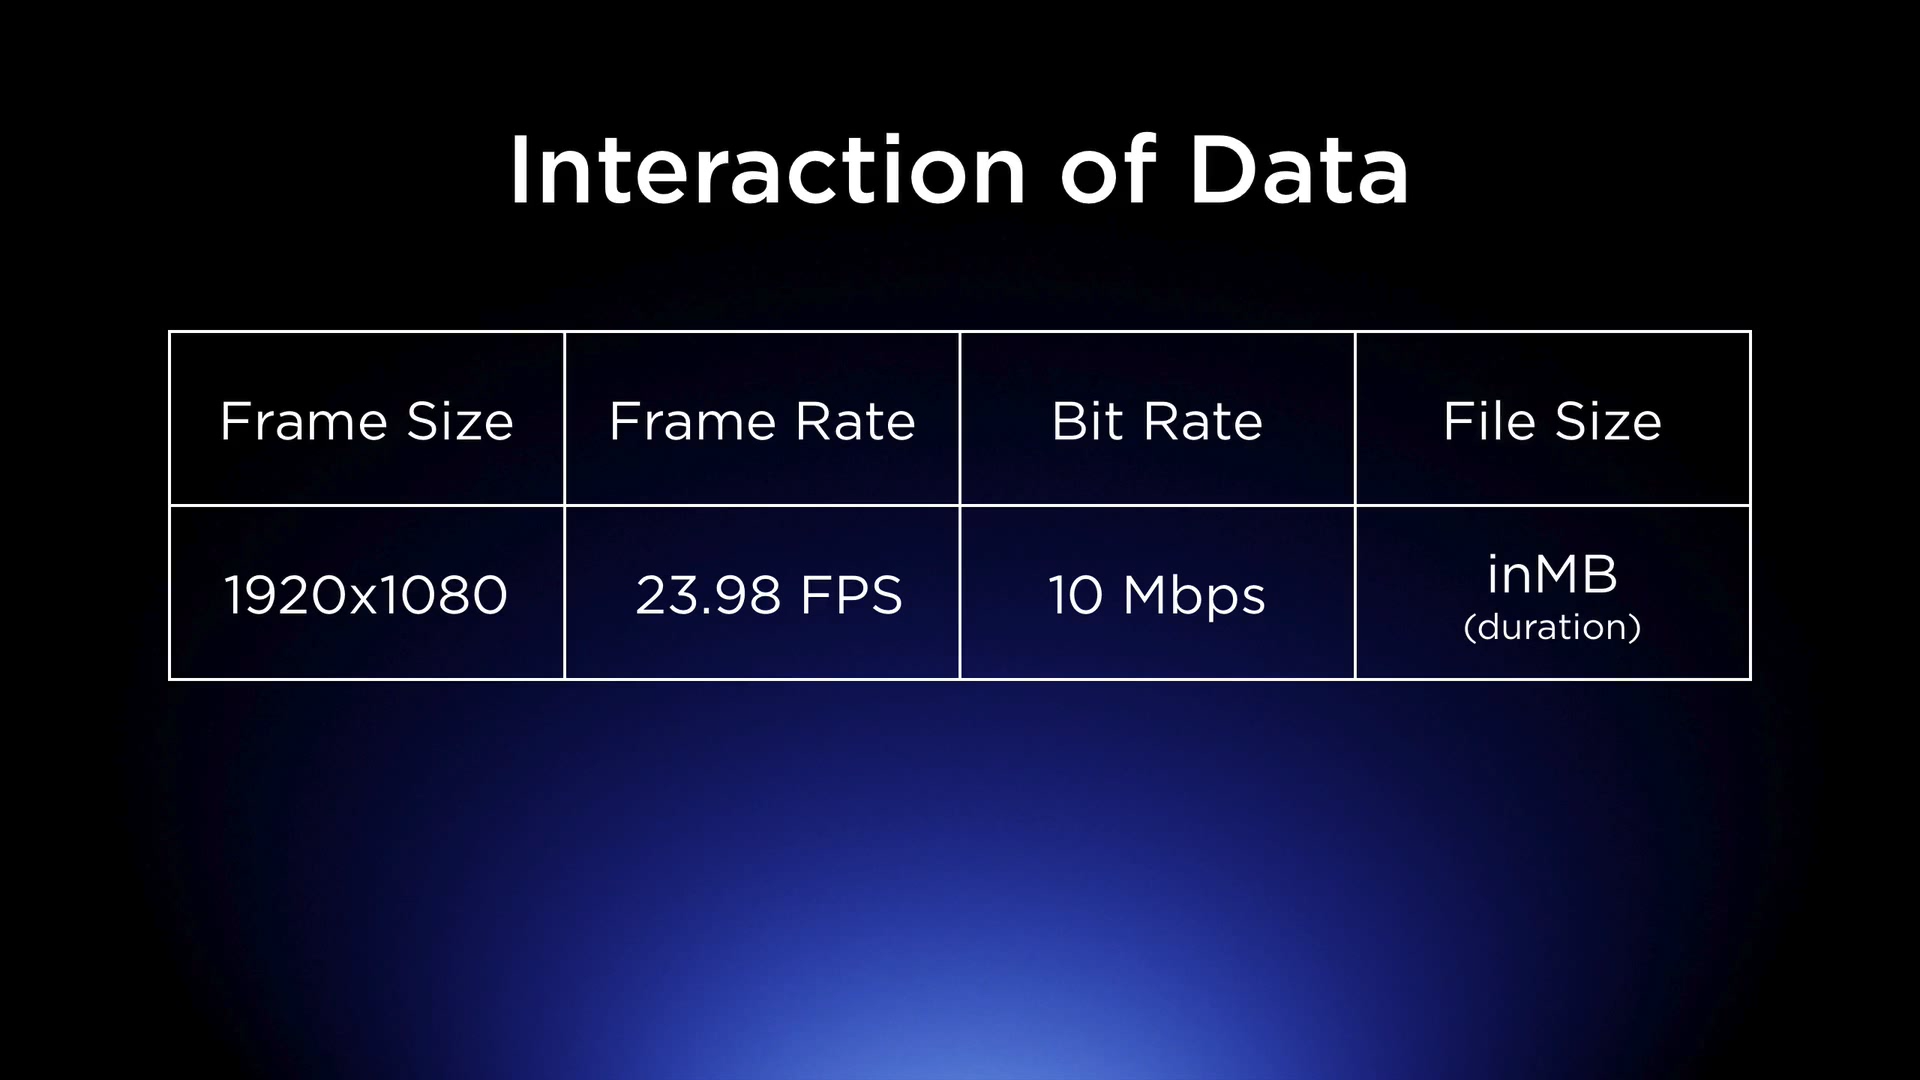 Interaction of Data
Frame Size
Frame Rate
Bit Rate
File Size
1920x1080
23.98 FPS
10 Mbps
inMB
(duration)